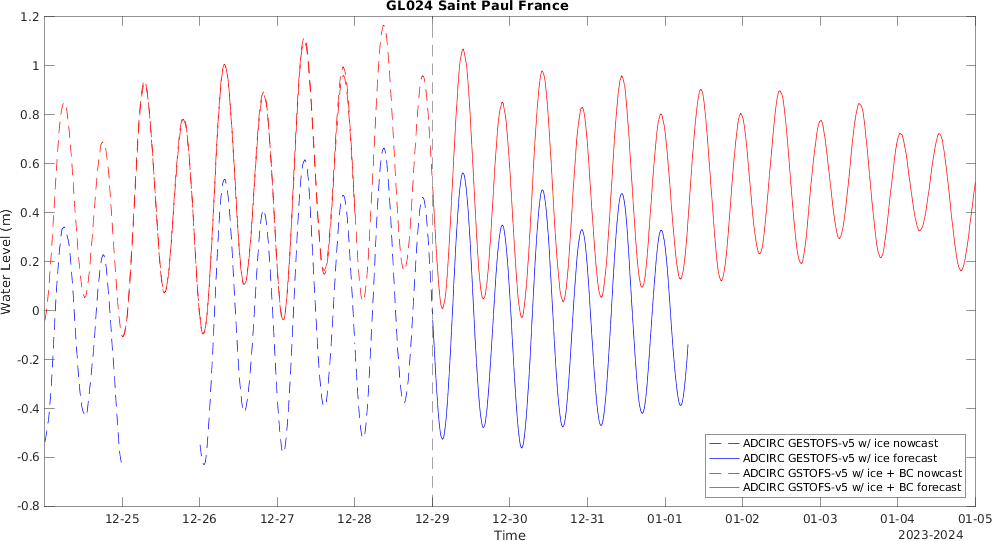 GL024 Saint Paul France
1.2
1
0.8
0.6
0.4
0.2
0
-0.2
-0.4
-0.6
-0.8
Water Level (m)
ADCIRC GESTOFS-v5 w/ ice nowcast
ADCIRC GESTOFS-v5 w/ ice forecast
ADCIRC GSTOFS-v5 w/ ice + BC nowcast
ADCIRC GSTOFS-v5 w/ ice + BC forecast
12-25 12-26 12-27 12-28 12-29 12-30 12-31 01-01 01-02 01-03 01-04 01-05
Time
2023-2024